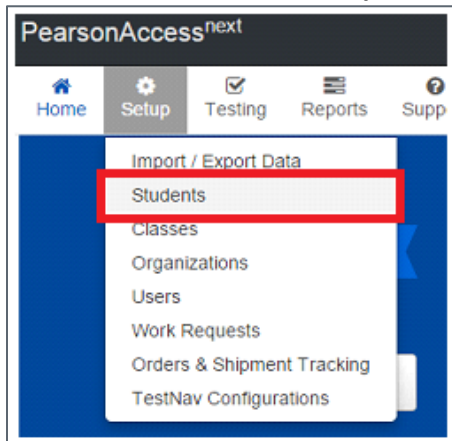 PearsonAccessnext
Home Setup Testing Reports Supp
Import / Export Data
Students
Classes
Organizations
Users
Work Requests
Orders & Shipment Tracking
TestNav Configurations